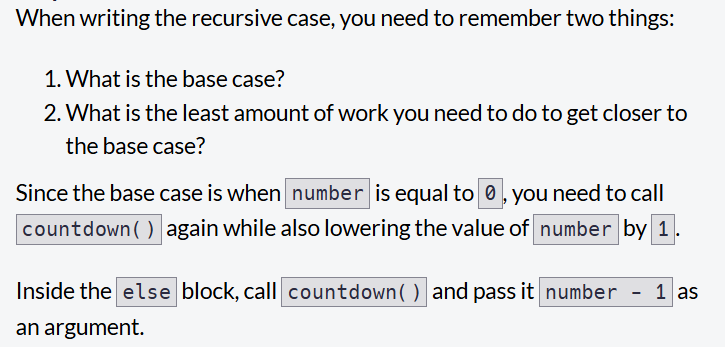 When writing the recursive case, you need to remember two things:
1. What is the base case?
2. What is the least amount of work you need to do to get closer to
the base case?
Since the base case is when number is equal to 0, you need to call
countdown() again while also lowering the value of number by 1.
Inside the else block, call countdown() and pass it number - 1 as
an argument.